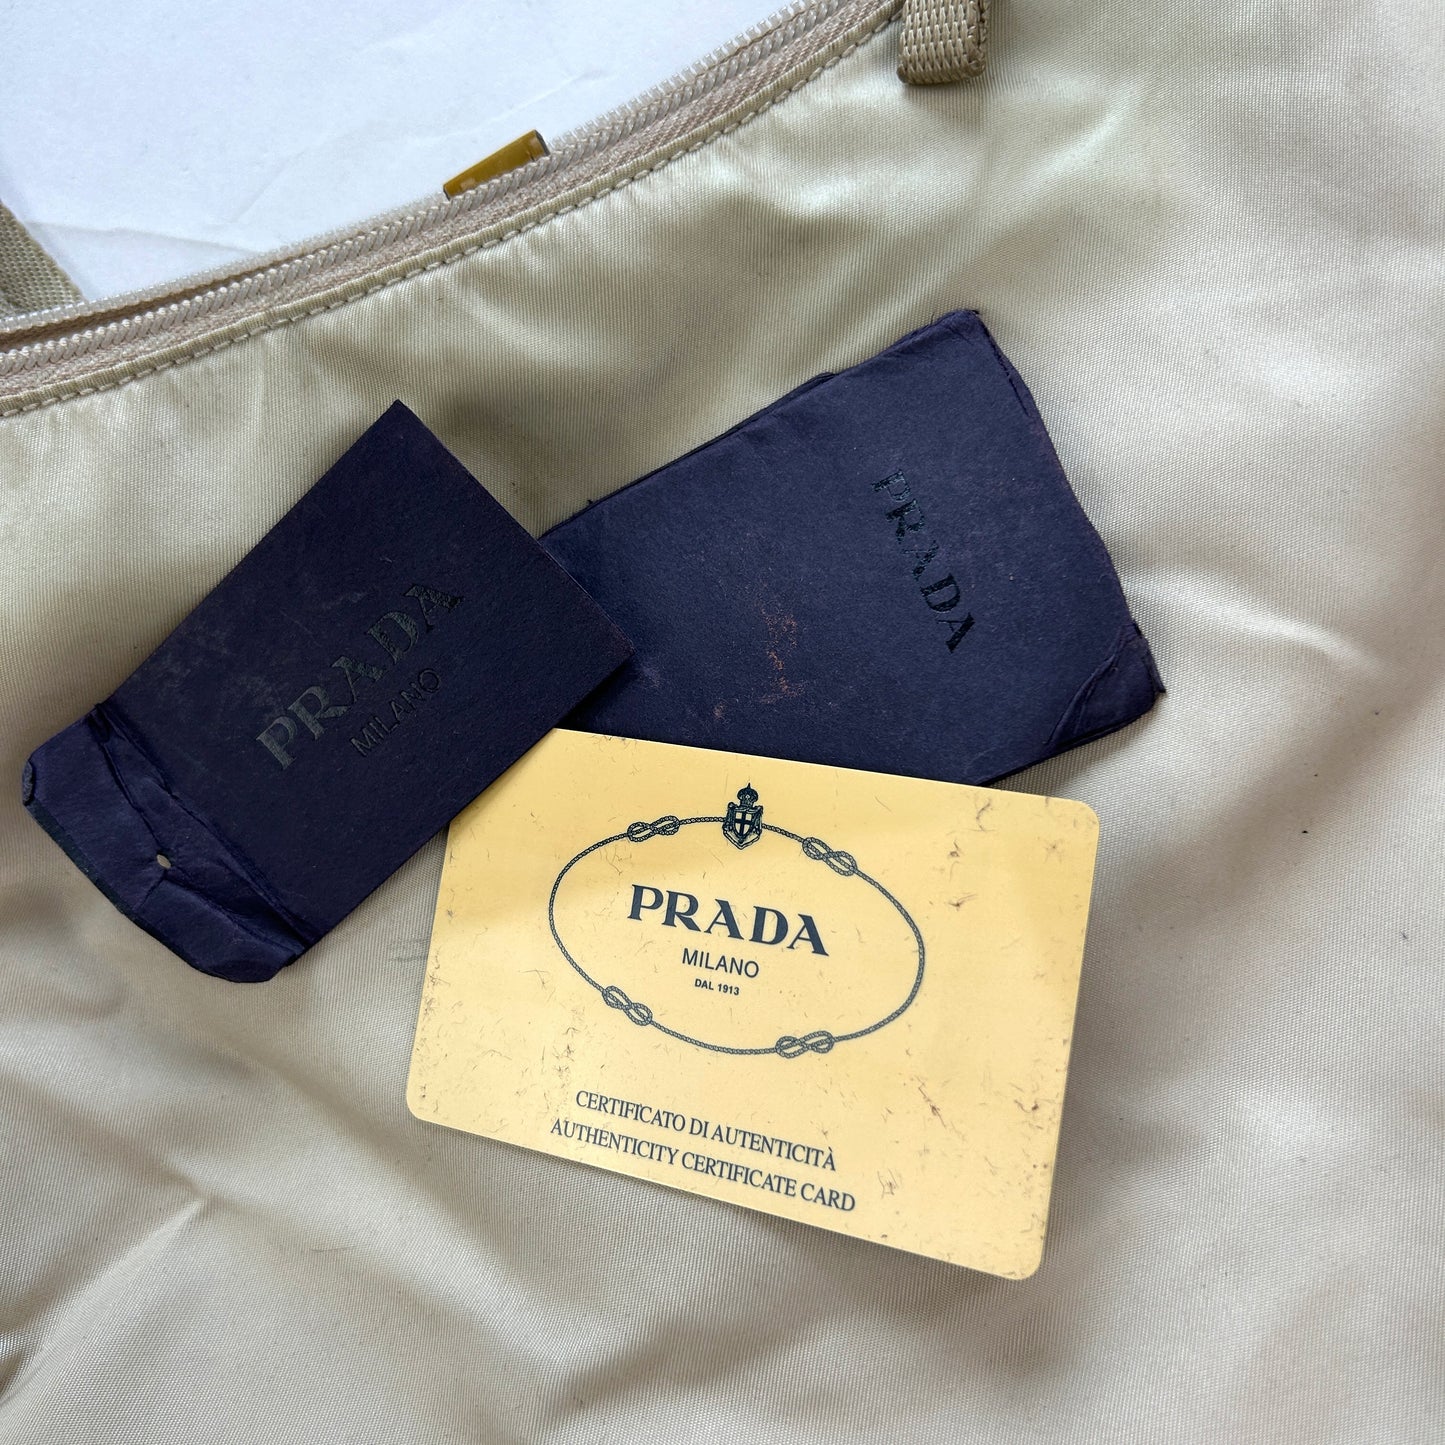 PRADA
MILANO
PRADA
PRADA
MILANO
DAL 1913
CERTIFICATO DI AUTENTICITÀ
AUTHENTICITY CERTIFICATE CARD